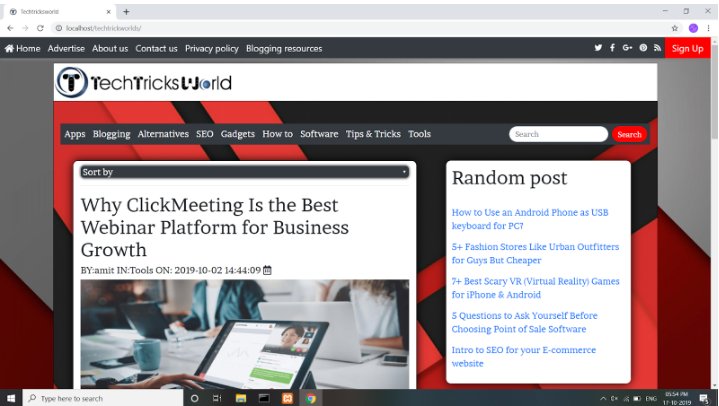 Techtricksworld
localhost/techtricksworlds/
Home Advertise About us Contact us Privacy policy Blogging resources
Sign Up
TechTricksWorld
Apps Blogging Alternatives SEO Gadgets How to Software Tips & Tricks Tools
Search
Search
Sort by
Why ClickMeeting Is the Best
Webinar Platform for Business
Growth
BY:amit IN:Tools ON: 2019-10-02 14:44:09
Random post
How to Use an Android Phone as USB
keyboard for PC?
5+ Fashion Stores Like Urban Outfitters
for Guys But Cheaper
7+ Best Scary VR (Virtual Reality) Games
for iPhone & Android
5 Questions to Ask Yourself Before
Choosing Point of Sale Software
Intro to SEO for your E-commerce
website
Type here to search
ENG
05:54 PM
17-10-2019